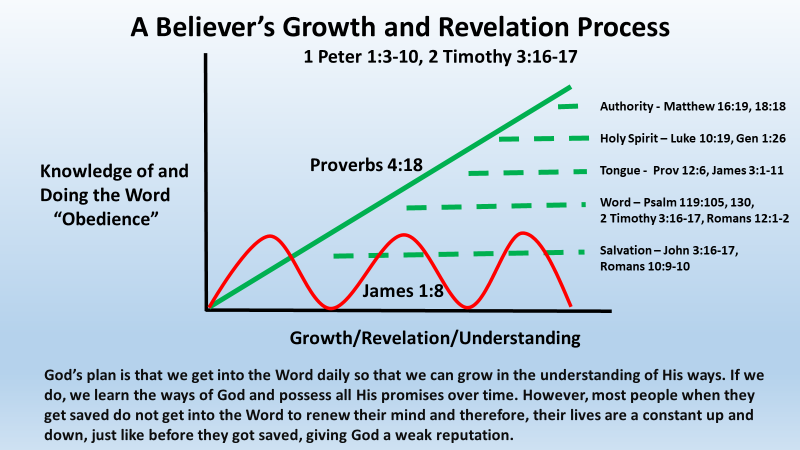 A Believer's Growth and Revelation Process
1 Peter 1:3-10, 2 Timothy 3:16-17
Authority - Matthew 16:19, 18:18
Holy Spirit – Luke 10:19, Gen 1:26
Proverbs 4:18
Tongue - Prov 12:6, James 3:1-11
Knowledge of and
Doing the Word
“Obedience”
Word – Psalm 119:105, 130,
2 Timothy 3:16-17, Romans 12:1-2
Salvation – John 3:16-17,
Romans 10:9-10
James 1:8
Growth/Revelation/Understanding
God's plan is that we get into the Word daily so that we can grow in the understanding of His ways. If we
do, we learn the ways of God and possess all His promises over time. However, most people when they
get saved do not get into the Word to renew their mind and therefore, their lives are a constant up and
down, just like before they got saved, giving God a weak reputation.